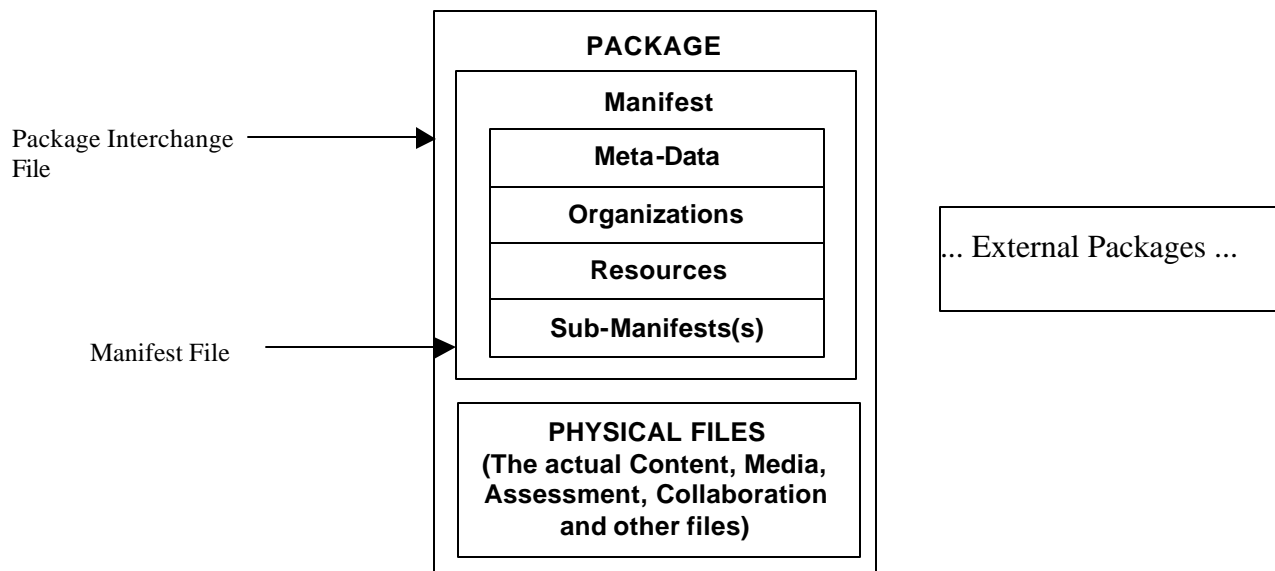 PACKAGE
Manifest
Package Interchange
File
Meta-Data
Organizations
... External Packages ...
Resources
Sub-Manifests(s)
Manifest File
PHYSICAL FILES
(The actual Content, Media,
Assessment, Collaboration
and other files)